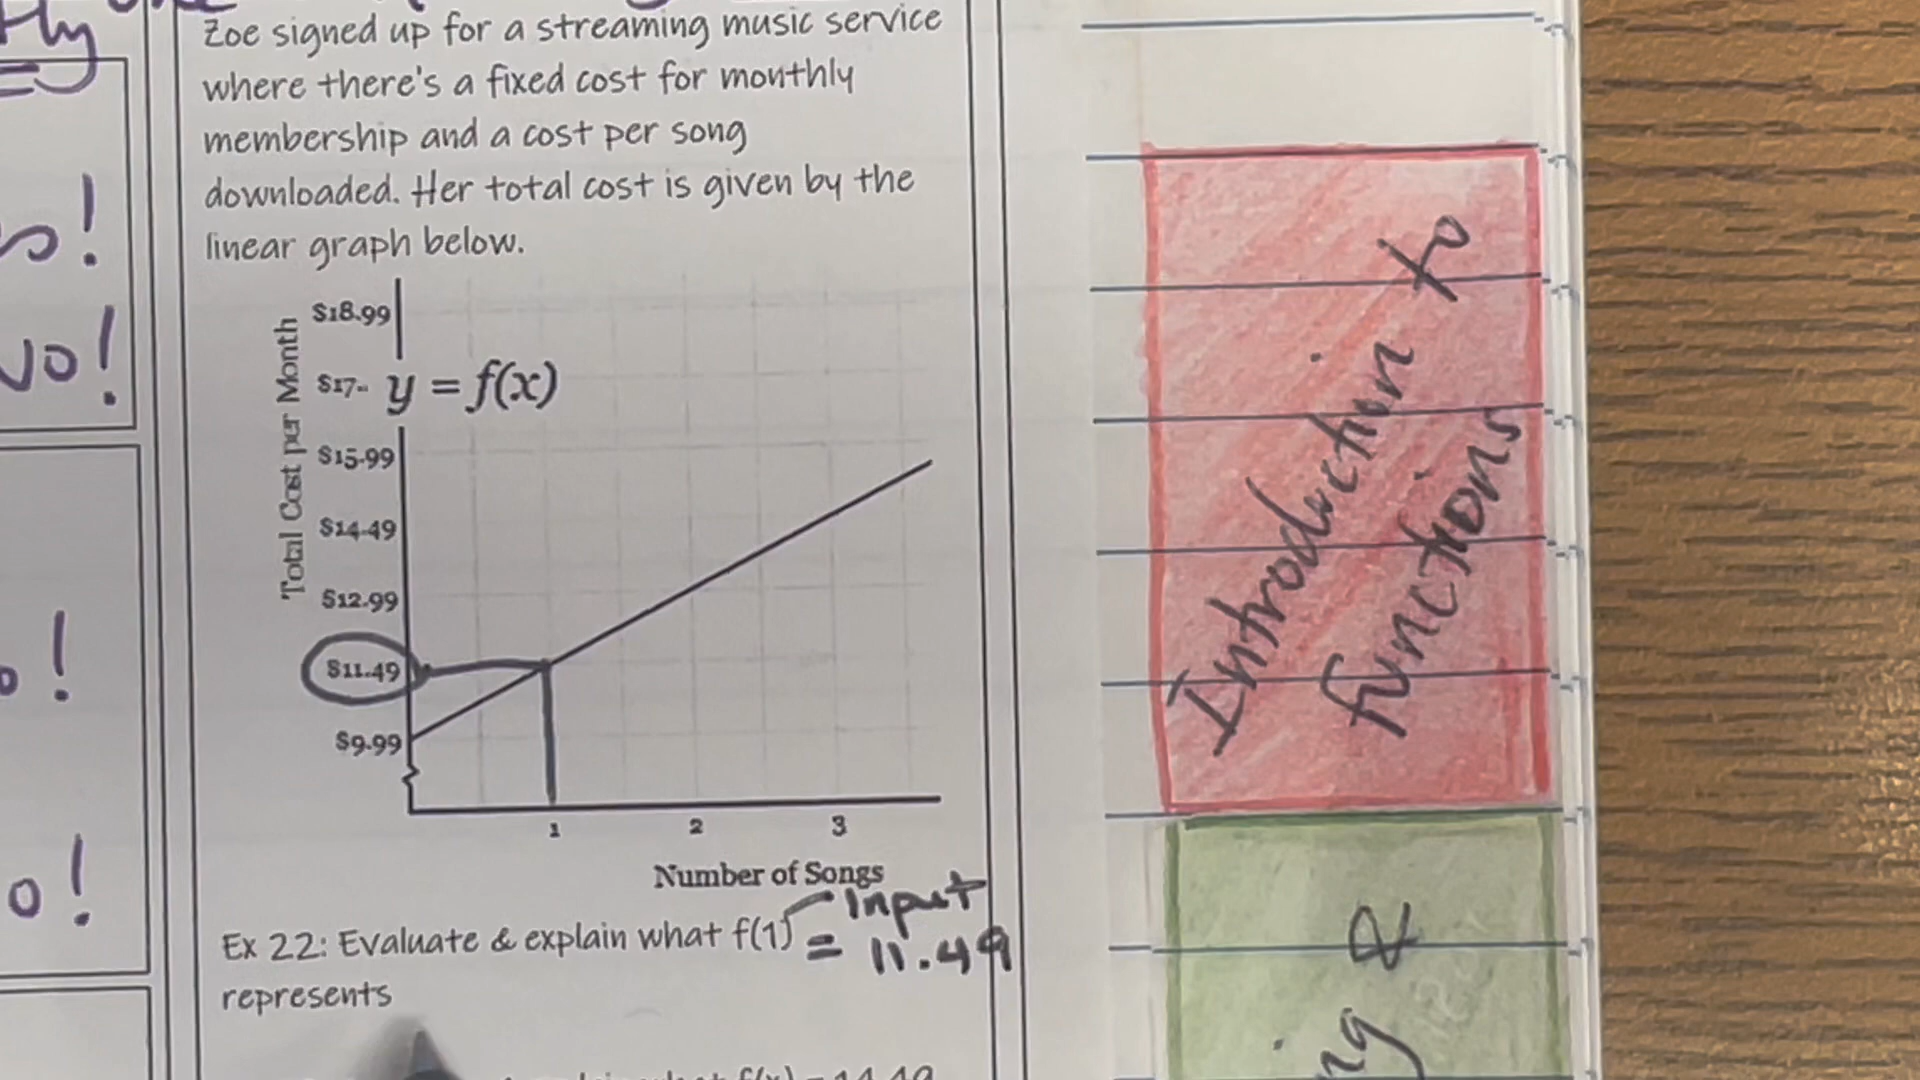 Zoe signed up for a streaming music service
where there's a fixed cost for monthly
membership and a cost per song
downloaded. Her total cost is given by the
linear graph below.
Total Cost per Month
$18.99
$17-
y = f(x)
$15.99
$14.49
$12.99
$11.49
$9.99
1 2 3
Number of Songs
Input
Ex 22: Evaluate & explain what f(1) = 11.49
represents
o!
No!
o!
o!
Introduction to
functions
&